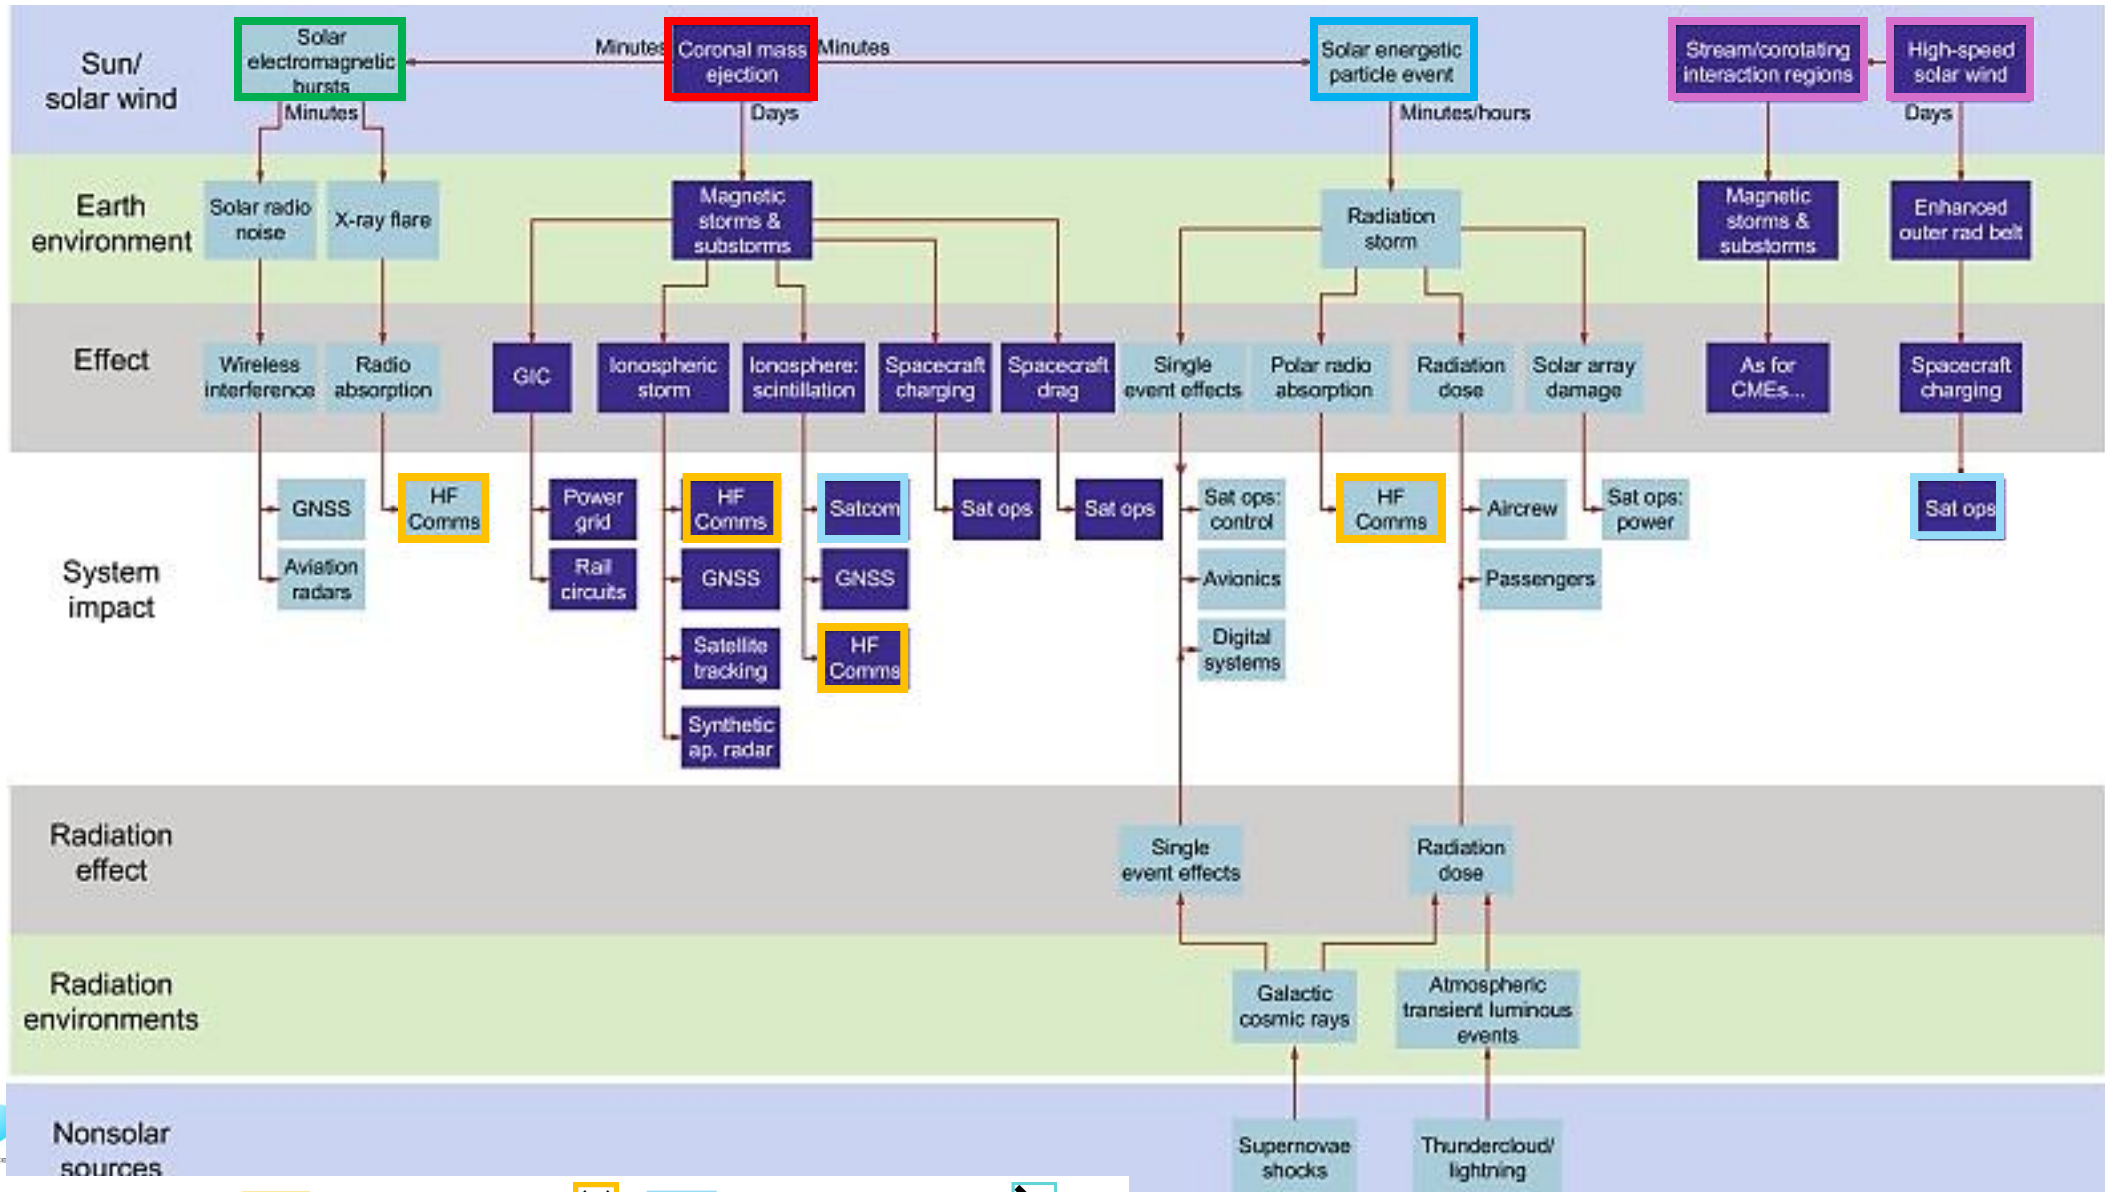 Sun/
solar wind
Solar
electromagnetic
bursts
Minutes
Coronal mass
ejection
Minutes
Solar energetic
particle event
Stream/corotating
interaction regions
High-speed
solar wind
Minutes
Days
Minutes/hours
Days
Earth
environment
Solar radio
noise
X-ray flare
Magnetic
storms &
substorms
Radiation
storm
Magnetic
storms &
substorms
Enhanced
outer rad belt
Effect
Wireless
interference
Radio
absorption
GIC
Ionospheric
storm
Ionosphere:
scintillation
Spacecraft
charging
Spacecraft
drag
Single
event effects
Polar radio
absorption
Radiation
dose
Solar array
damage
As for
CMEs...
Spacecraft
charging
System
impact
GNSS
HF
Comms
Power
grid
HF
Comms
Satcom
Sat ops
Sat ops
Sat ops:
control
HF
Comms
Aircrew
Sat ops:
power
Sat ops
Aviation
radars
Rail
circuits
GNSS
GNSS
Avionics
Passengers
Satellite
tracking
HF
Comms
Digital
systems
Synthetic
ap. radar
Radiation
effect
Single
event effects
Radiation
dose
Radiation
environments
Galactic
cosmic rays
Atmospheric
transient luminous
events
Nonsolar
sources
Supernovae
shocks
Thundercloud/
lightning